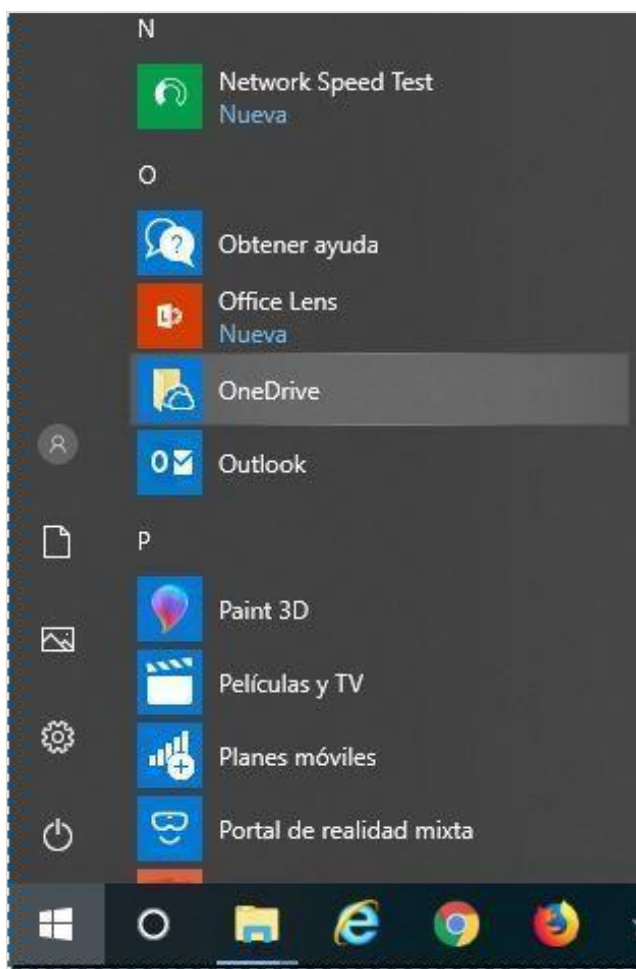 N
Network Speed Test
Nueva
O
Obtener ayuda
Office Lens
Nueva
OneDrive
Outlook
P
Paint 3D
Películas y TV
Planes móviles
Portal de realidad mixta